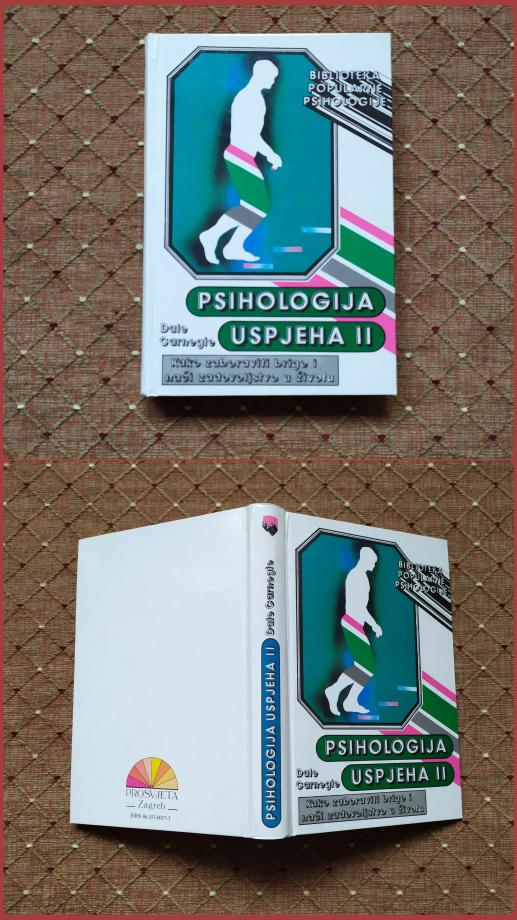 BIBLIOTEKA
POPULARNE
PSIHOLOGIJE
PSIHOLOGIJA
USPJEHA II
Dale
Carnegie
Kako zaboraviti brige i
naći zadovoljstvo u životu
PROSVJETA
Zagreb
PSIHOLOGIJA USPJEHA II Dale Carnegie
BIBLIOTEKA
POPULARNE
PSIHOLOGIJE
PSIHOLOGIJA
USPJEHA II
Dale
Carnegie
Kako zaboraviti brige i
naći zadovoljstvo u životu